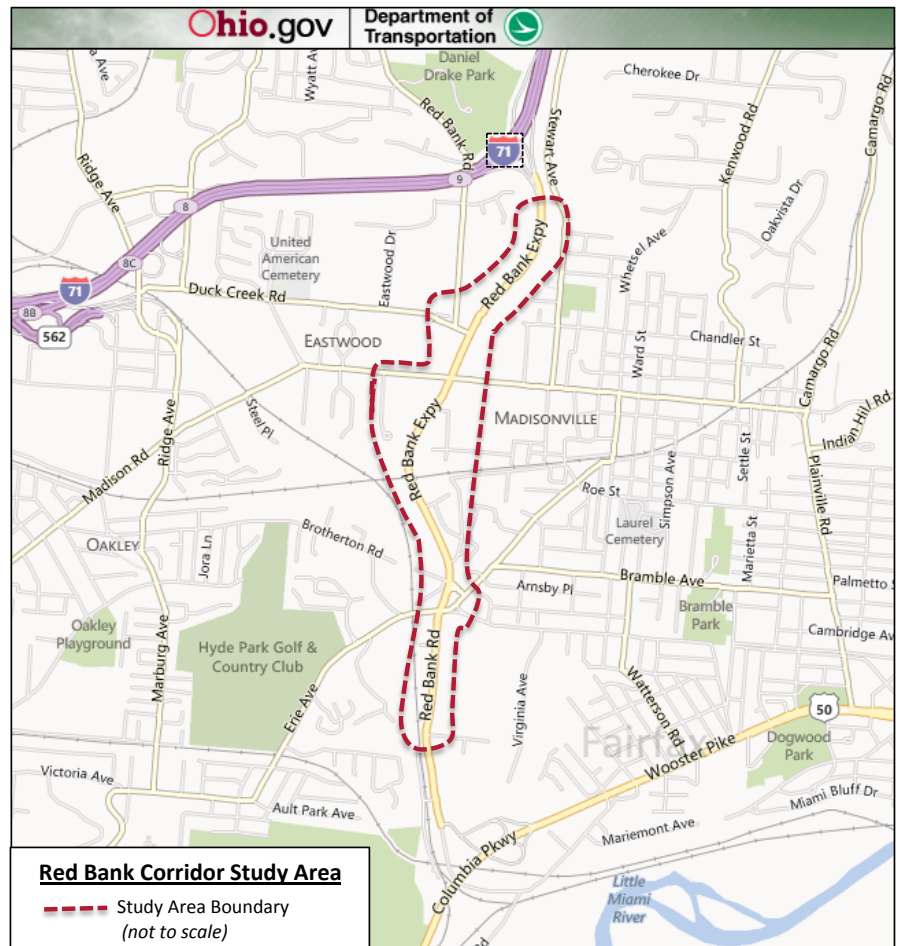 Ohio.gov
Department of
Transportation
Daniel
Drake Park
Cherokee Dr
Wyatt
Ave
Red Bank Rd
Stewart Ave
Kenwood Rd
Camargo Rd
Ridge Ave
71
9
8
Oakvista Dr
Whetsel Ave
United
American
Cemetery
Eastwood Dr
Red Bank Expy
8C
71
8B
562
Duck Creek Rd
EASTWOOD
Ward St
Chandler St
Camargo Rd
Indian Hill Rd
Steel Pl
Ridge Ave
Madison Rd
Red Bank Expy
MADISONVILLE
Simpson Ave
Settle St
Plainville Rd
Roe St
Laurel
Cemetery
Marietta St
OAKLEY
Jora Ln
Brotherton Rd
Arnsby Pl
Bramble Ave
Palmetto
Bramble
Park
Cambridge Av
Oakley
Playground
Marburg Ave
Hyde Park Golf &
Country Club
Erie Ave
Red Bank Rd
Virginia Ave
Watterson Rd
50
Fairfax
Wooster Pike
Dogwood
Park
Victoria Ave
Ault Park Ave
Miami Bluff Dr
Mariemont Ave
Columbia Pkwy
Little
Miami
River
Rd
Red Bank Corridor Study Area
Study Area Boundary
(not to scale)